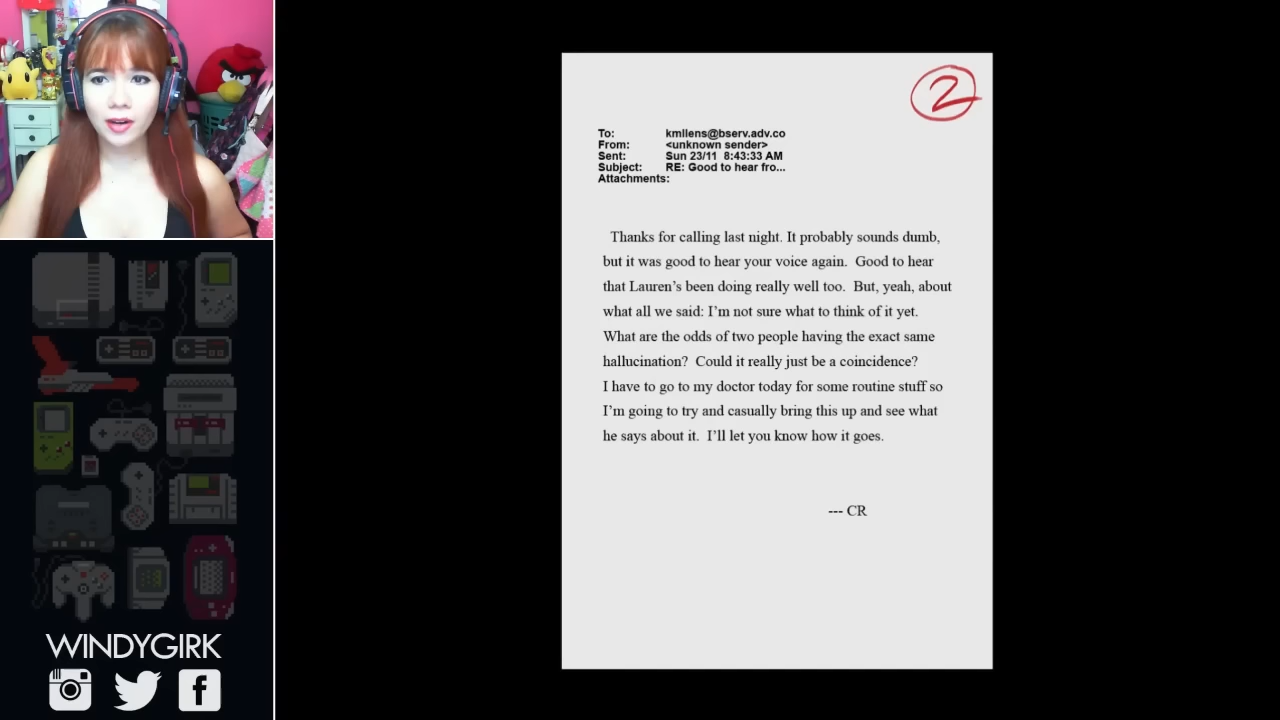 2
To: kmilens@bserv.adv.co
From: <unknown sender>
Sent: Sun 23/11 8:43:33 AM
Subject: RE: Good to hear fro...
Attachments:
Thanks for calling last night. It probably sounds dumb,
but it was good to hear your voice again. Good to hear
that Lauren’s been doing really well too. But, yeah, about
what all we said: I’m not sure what to think of it yet.
What are the odds of two people having the exact same
hallucination? Could it really just be a coincidence?
I have to go to my doctor today for some routine stuff so
I’m going to try and casually bring this up and see what
he says about it. I’ll let you know how it goes.
--- CR
WINDYGIRK